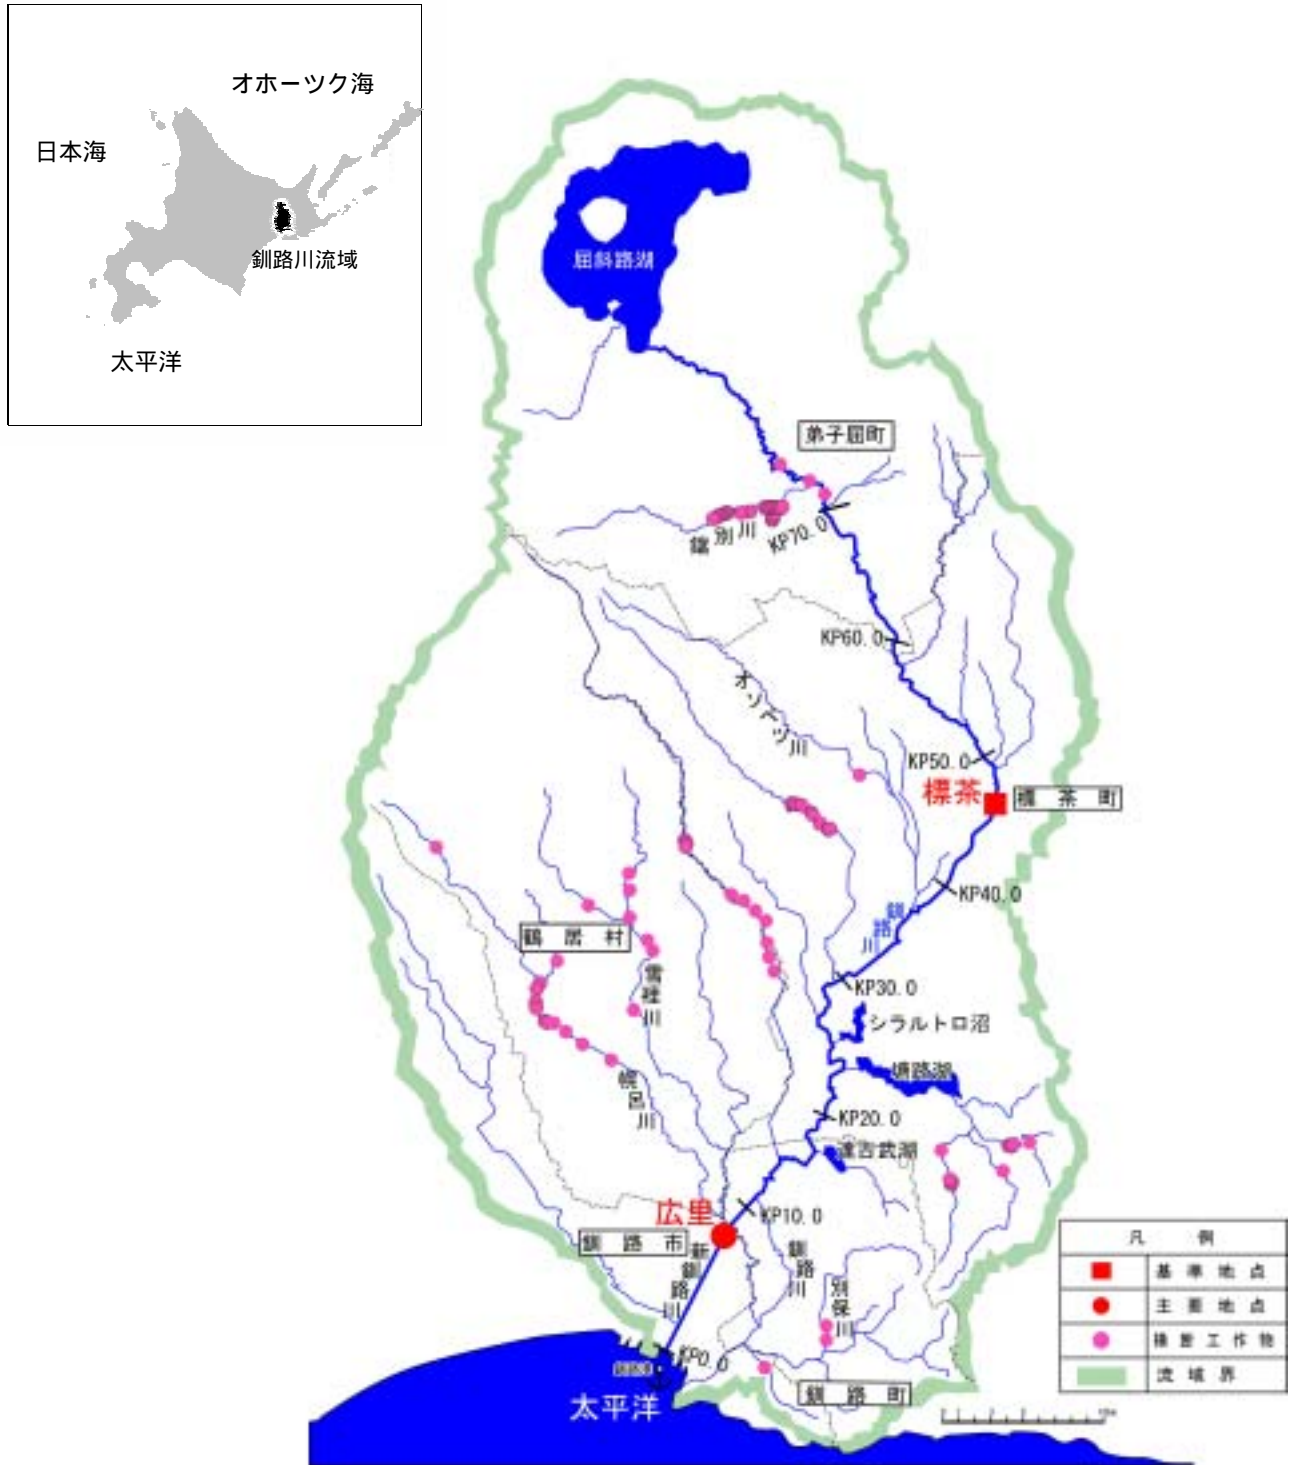 オホーツク海
日本海
釧路川流域
太平洋
屈斜路湖
弟子屈町
鐺別川
KP70.0
KP60.0
オソアツ川
KP50.0
標茶
標茶町
KP40.0
釧路川
鶴居村
雪裡川
KP30.0
シラルトロ沼
塘路湖
幌呂川
KP20.0
達古武湖
広里
KP10.0
釧路市
新釧路川
釧路川
別保川
KP0.0
太平洋
釧路町
凡例
基準地点
主要地点
横断工作物
流域界